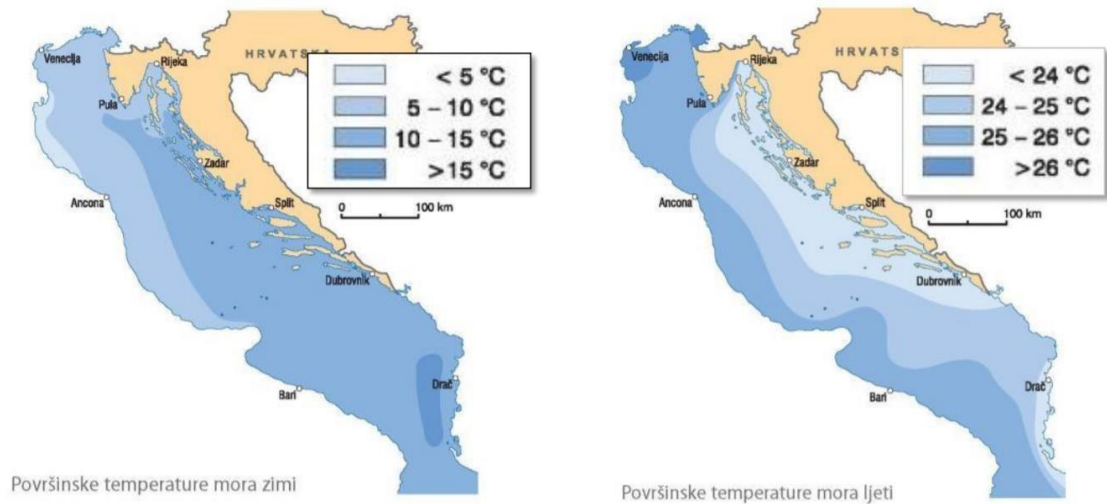 HRVATSKA
Venecija
Rijeka
< 5 °C
5 – 10 °C
Pula
10 – 15 °C
Zadar
>15 °C
Ancona
Split
0 100 km
Dubrovnik
Drač
Bari
Površinske temperature mora zimi
HRVATSKA
Venecija
Rijeka
< 24 °C
24 – 25 °C
Pula
25 – 26 °C
Zadar
>26 °C
Ancona
Split
0 100 km
Dubrovnik
Drač
Bari
Površinske temperature mora ljeti